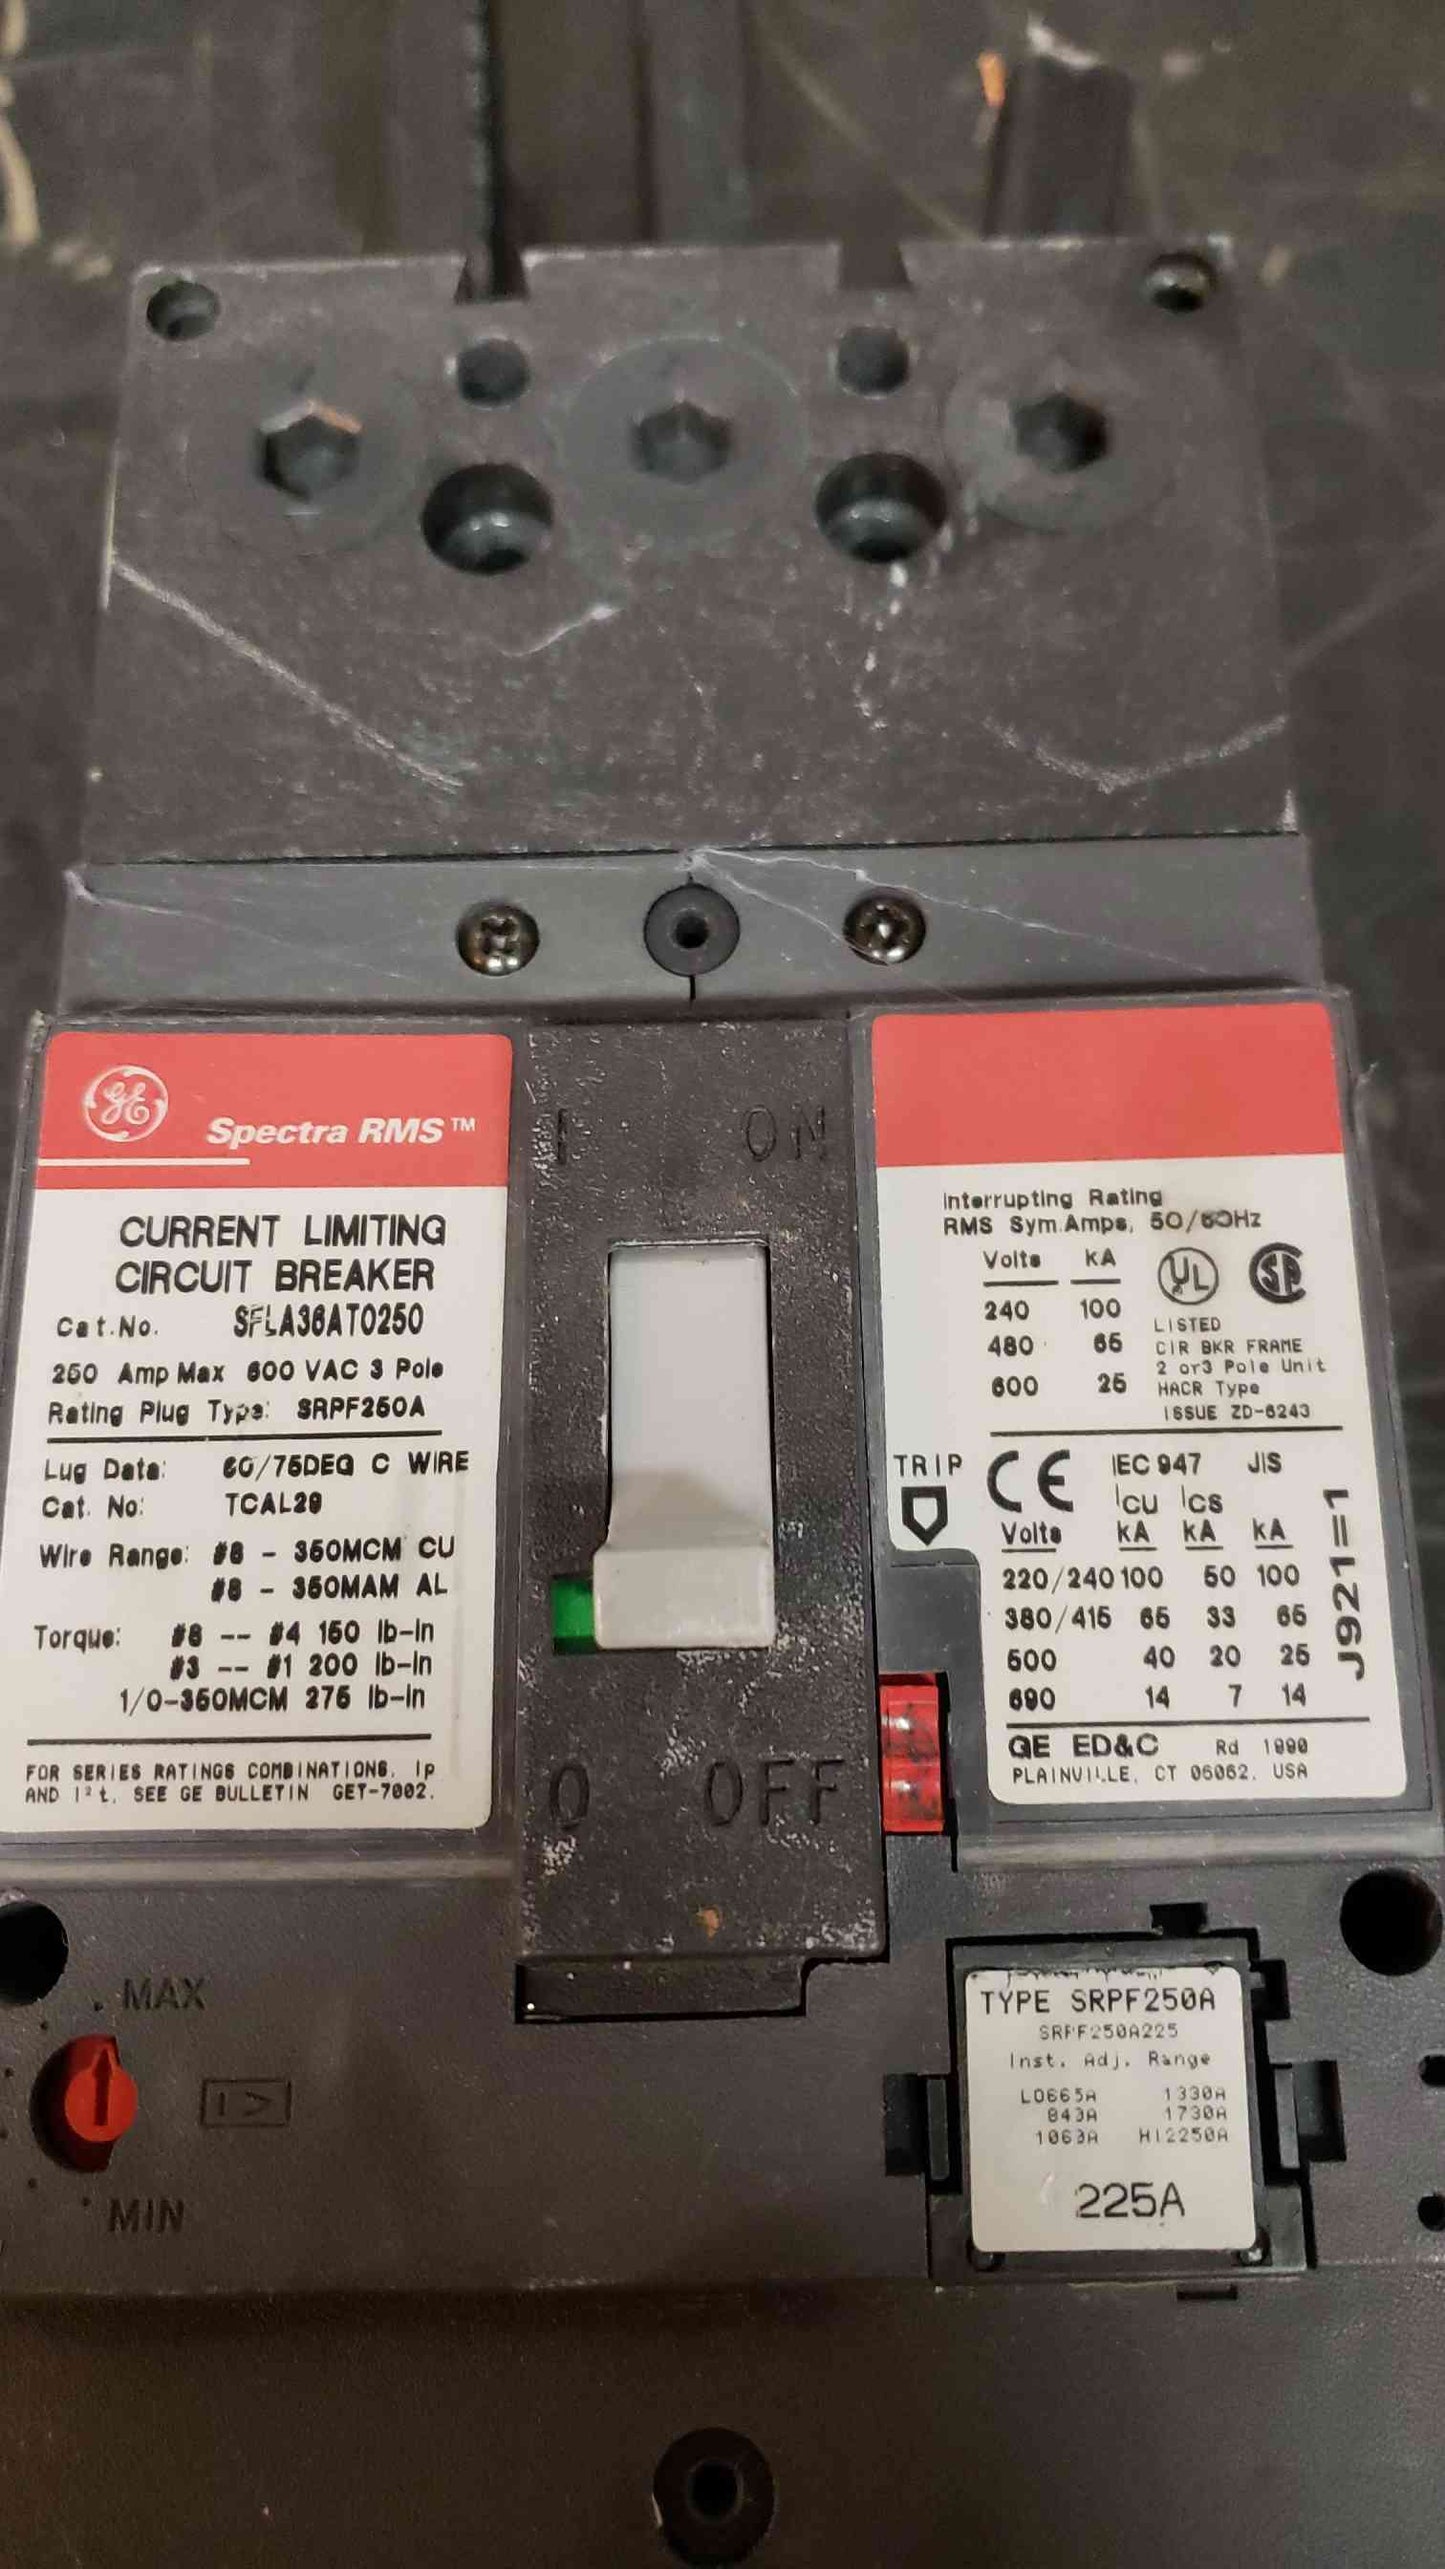 GE Spectra RMS™
CURRENT LIMITING
CIRCUIT BREAKER
Cat.No. SFLA36AT0250
250 Amp Max 600 VAC 3 Pole
Rating Plug Type: SRPF250A
Lug Data: 60/75DEG C WIRE
Cat. No: TCAL29
Wire Range: #8 - 350MCM CU
#8 - 350MAM AL
Torque: #8 -- #4 150 lb-in
#3 -- #1 200 lb-in
1/0-350MCM 275 lb-in
FOR SERIES RATINGS COMBINATIONS, Ip
AND I²t, SEE GE BULLETIN GET-7002.
I ON
O OFF
Interrupting Rating
RMS Sym.Amps, 50/60Hz
Volts kA
240 100
480 65
600 25
UL
CSA
LISTED
CIR BKR FRAME
2 or3 Pole Unit
HACR Type
ISSUE ZD-6243
TRIP
CE IEC 947 JIS
ICU ICS
Volts kA kA kA
220/240 100 50 100
380/415 65 33 65
500 40 20 25
690 14 7 14
J921=1
GE ED&C Rd 1990
PLAINVILLE, CT 06062, USA
MAX
I >
MIN
TYPE SRPF250A
SRPF250A225
Inst. Adj. Range
LO665A 1330A
843A 1730A
1063A HI2250A
225A